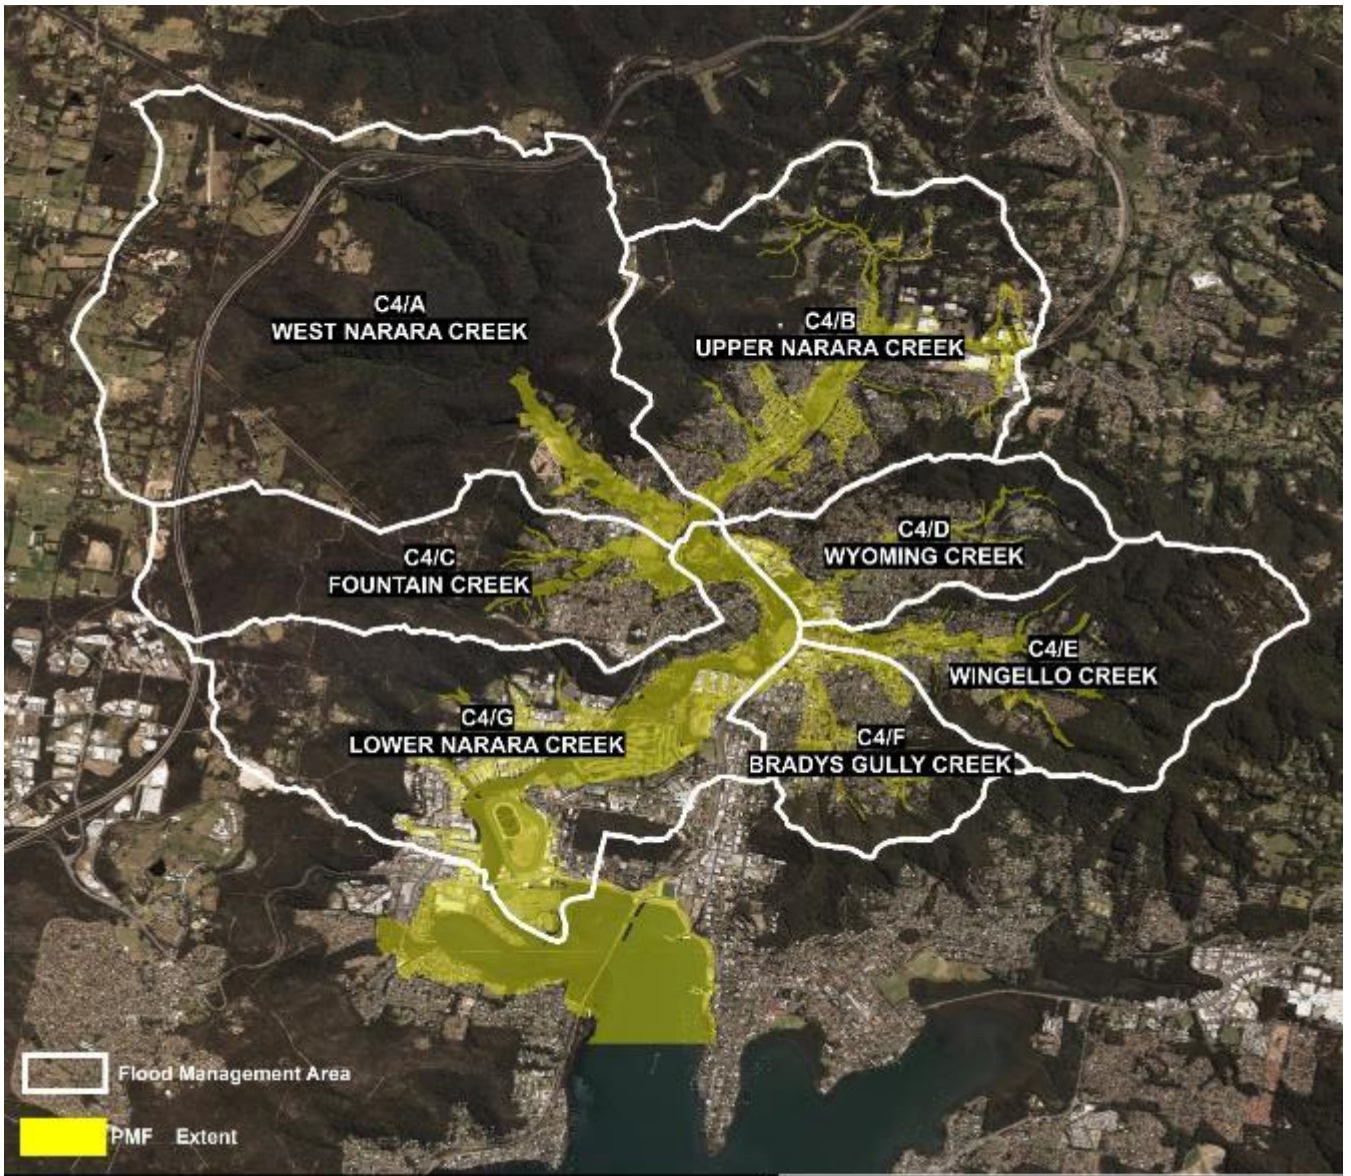 C4/A
WEST NARARA CREEK
C4/B
UPPER NARARA CREEK
C4/C
FOUNTAIN CREEK
C4/D
WYOMING CREEK
C4/E
WINGELLO CREEK
C4/G
LOWER NARARA CREEK
C4/F
BRADYS GULLY CREEK
Flood Management Area
PMF Extent